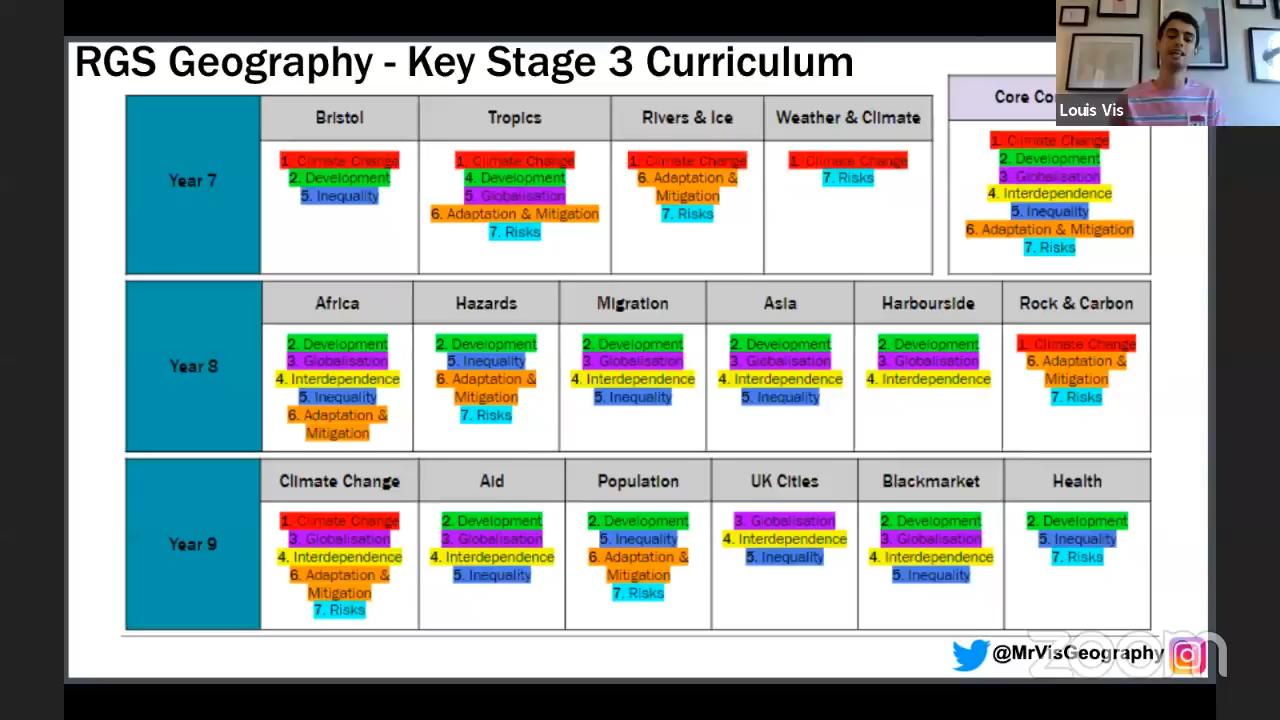 RGS Geography - Key Stage 3 Curriculum
Louis Vis
Year 7
Bristol
1. Climate Change
2. Development
5. Inequality
Tropics
1. Climate Change
4. Development
5. Globalisation
6. Adaptation & Mitigation
7. Risks
Rivers & Ice
1. Climate Change
6. Adaptation &
Mitigation
7. Risks
Weather & Climate
1. Climate Change
7. Risks
Core
1. Climate Change
2. Development
3. Globalisation
4. Interdependence
5. Inequality
6. Adaptation & Mitigation
7. Risks
Year 8
Africa
2. Development
3. Globalisation
4. Interdependence
5. Inequality
6. Adaptation &
Mitigation
Hazards
2. Development
5. Inequality
6. Adaptation &
Mitigation
7. Risks
Migration
2. Development
3. Globalisation
4. Interdependence
5. Inequality
Asia
2. Development
3. Globalisation
4. Interdependence
5. Inequality
Harbourside
2. Development
3. Globalisation
4. Interdependence
Rock & Carbon
1. Climate Change
6. Adaptation &
Mitigation
7. Risks
Year 9
Climate Change
1. Climate Change
3. Globalisation
4. Interdependence
6. Adaptation &
Mitigation
7. Risks
Aid
2. Development
3. Globalisation
4. Interdependence
5. Inequality
Population
2. Development
5. Inequality
6. Adaptation &
Mitigation
7. Risks
UK Cities
3. Globalisation
4. Interdependence
5. Inequality
Blackmarket
2. Development
3. Globalisation
4. Interdependence
5. Inequality
Health
2. Development
5. Inequality
7. Risks
@MrVisGeography
zoom